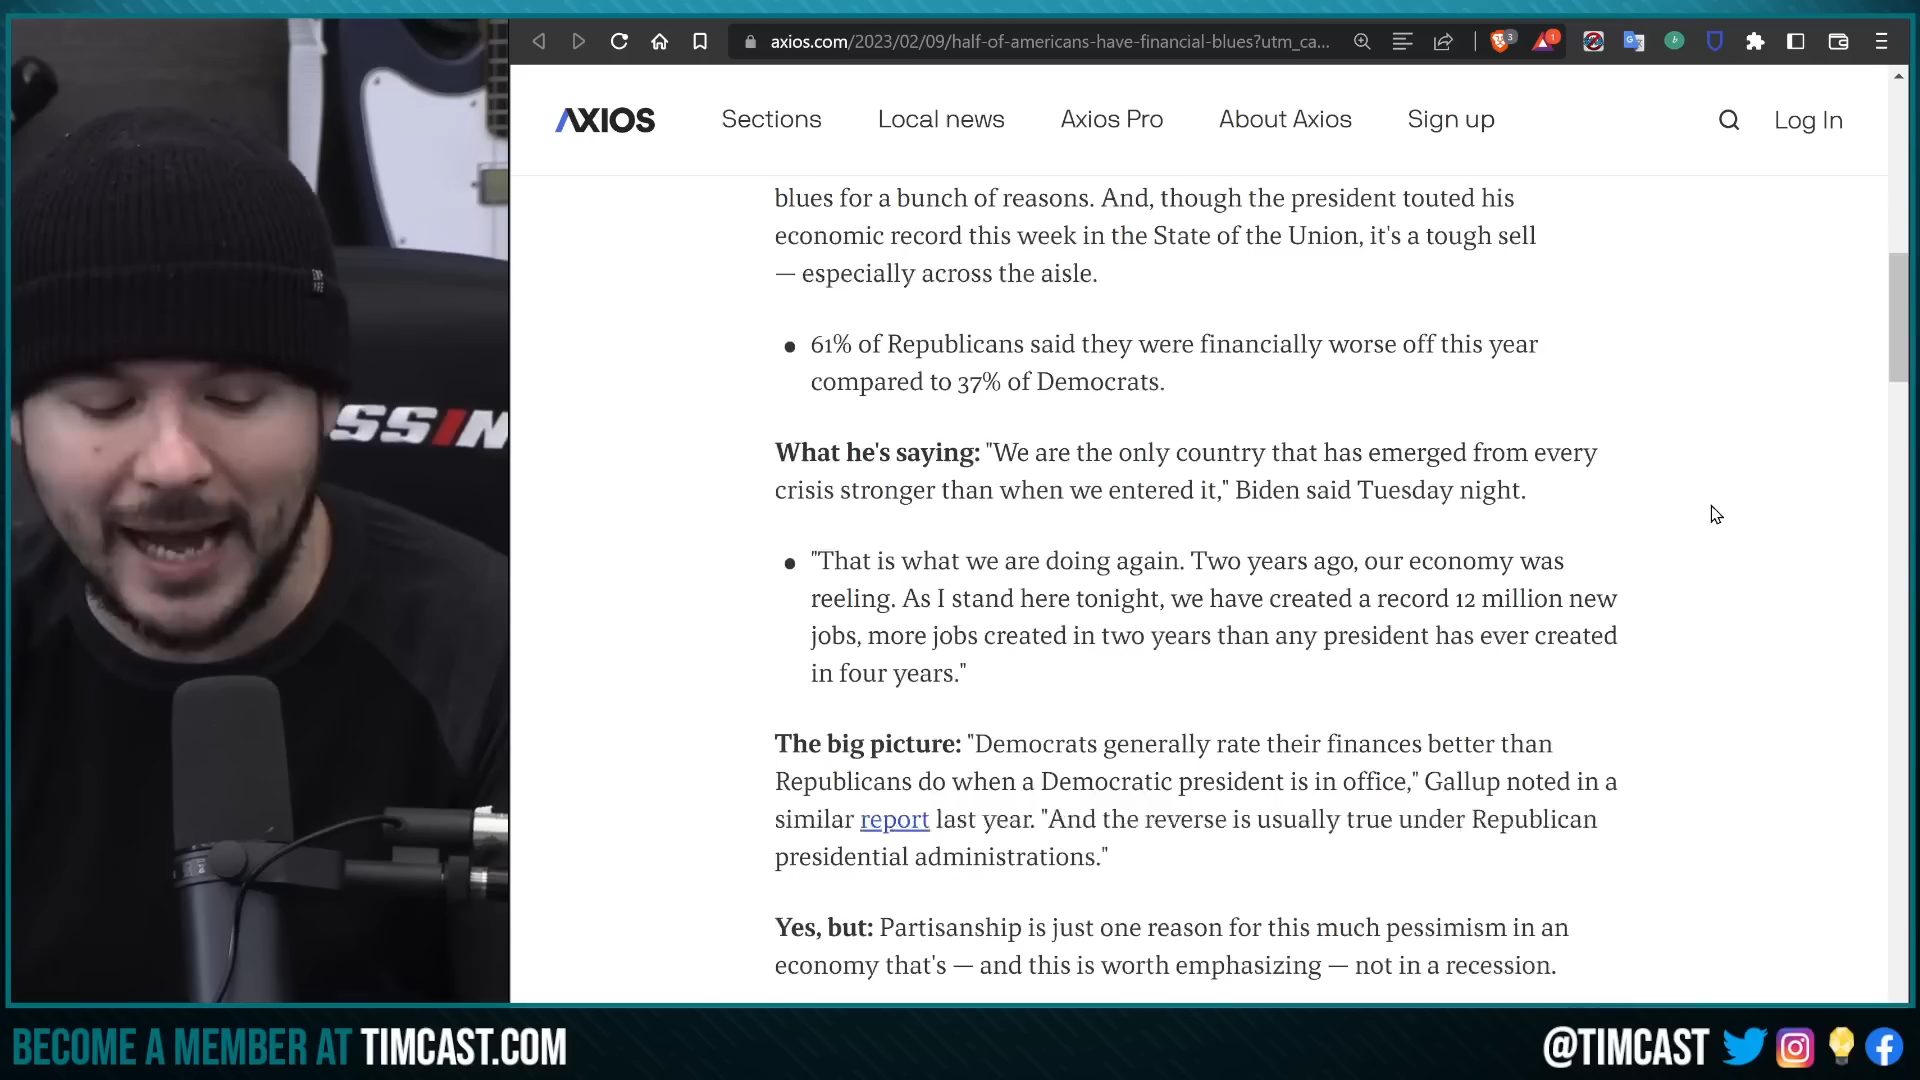 axios.com/2023/02/09/half-of-americans-have-financial-blues?utm_ca...
3
1
AXIOS
Sections
Local news
Axios Pro
About Axios
Sign up
Log In
blues for a bunch of reasons. And, though the president touted his
economic record this week in the State of the Union, it's a tough sell
— especially across the aisle.
• 61% of Republicans said they were financially worse off this year
compared to 37% of Democrats.
What he's saying: "We are the only country that has emerged from every
crisis stronger than when we entered it," Biden said Tuesday night.
• "That is what we are doing again. Two years ago, our economy was
reeling. As I stand here tonight, we have created a record 12 million new
jobs, more jobs created in two years than any president has ever created
in four years."
The big picture: "Democrats generally rate their finances better than
Republicans do when a Democratic president is in office," Gallup noted in a
similar report last year. "And the reverse is usually true under Republican
presidential administrations."
Yes, but: Partisanship is just one reason for this much pessimism in an
economy that's — and this is worth emphasizing — not in a recession.
SSIN
BECOME A MEMBER AT TIMCAST.COM
@TIMCAST